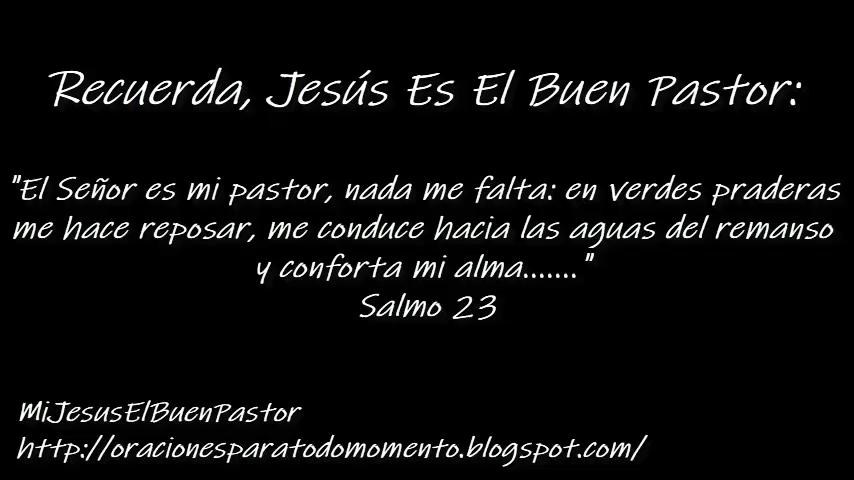 Recuerda, Jesús Es El Buen Pastor:
"El Señor es mi pastor, nada me falta: en verdes praderas
me hace reposar, me conduce hacia las aguas del remanso
y conforta mi alma......."
Salmo 23
MiJesusElBuenPastor
http://oracionesparatodomomento.blogspot.com/